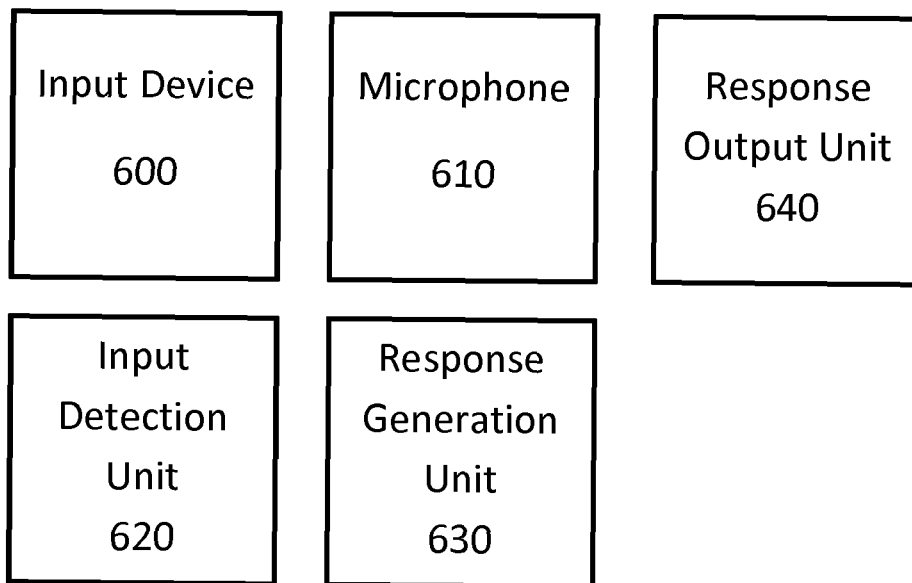 Input Device
600
Microphone
610
Response
Output Unit
640
Input
Detection
Unit
620
Response
Generation
Unit
630